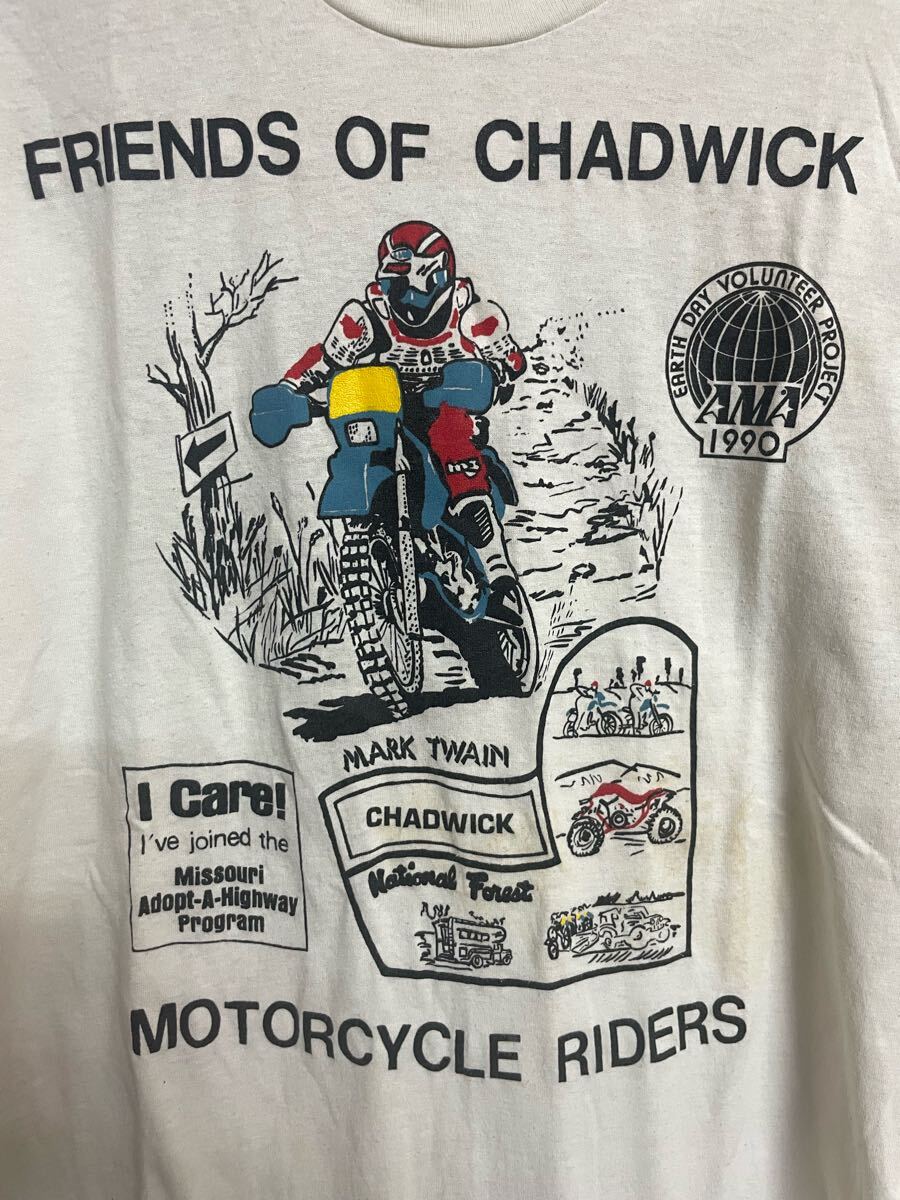 FRIENDS OF CHADWICK
EARTH DAY VOLUNTEER PROJECT
AMA
1990
MARK TWAIN
CHADWICK
National Forest
I Care!
I've joined the
Missouri
Adopt-A-Highway
Program
MOTORCYCLE RIDERS